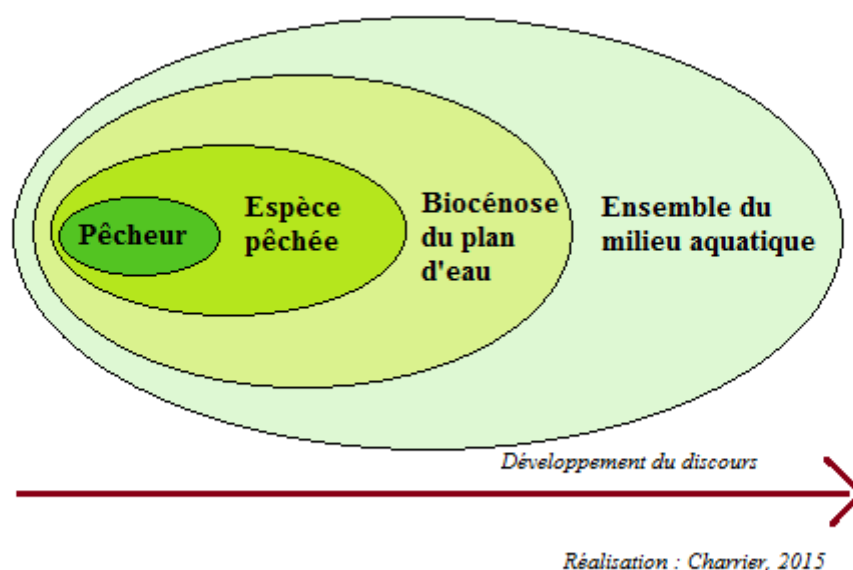 Pêcheur
Espèce
pêchée
Biocénose
du plan
d'eau
Ensemble du
milieu aquatique
Développement du discours
Réalisation : Charrier, 2015